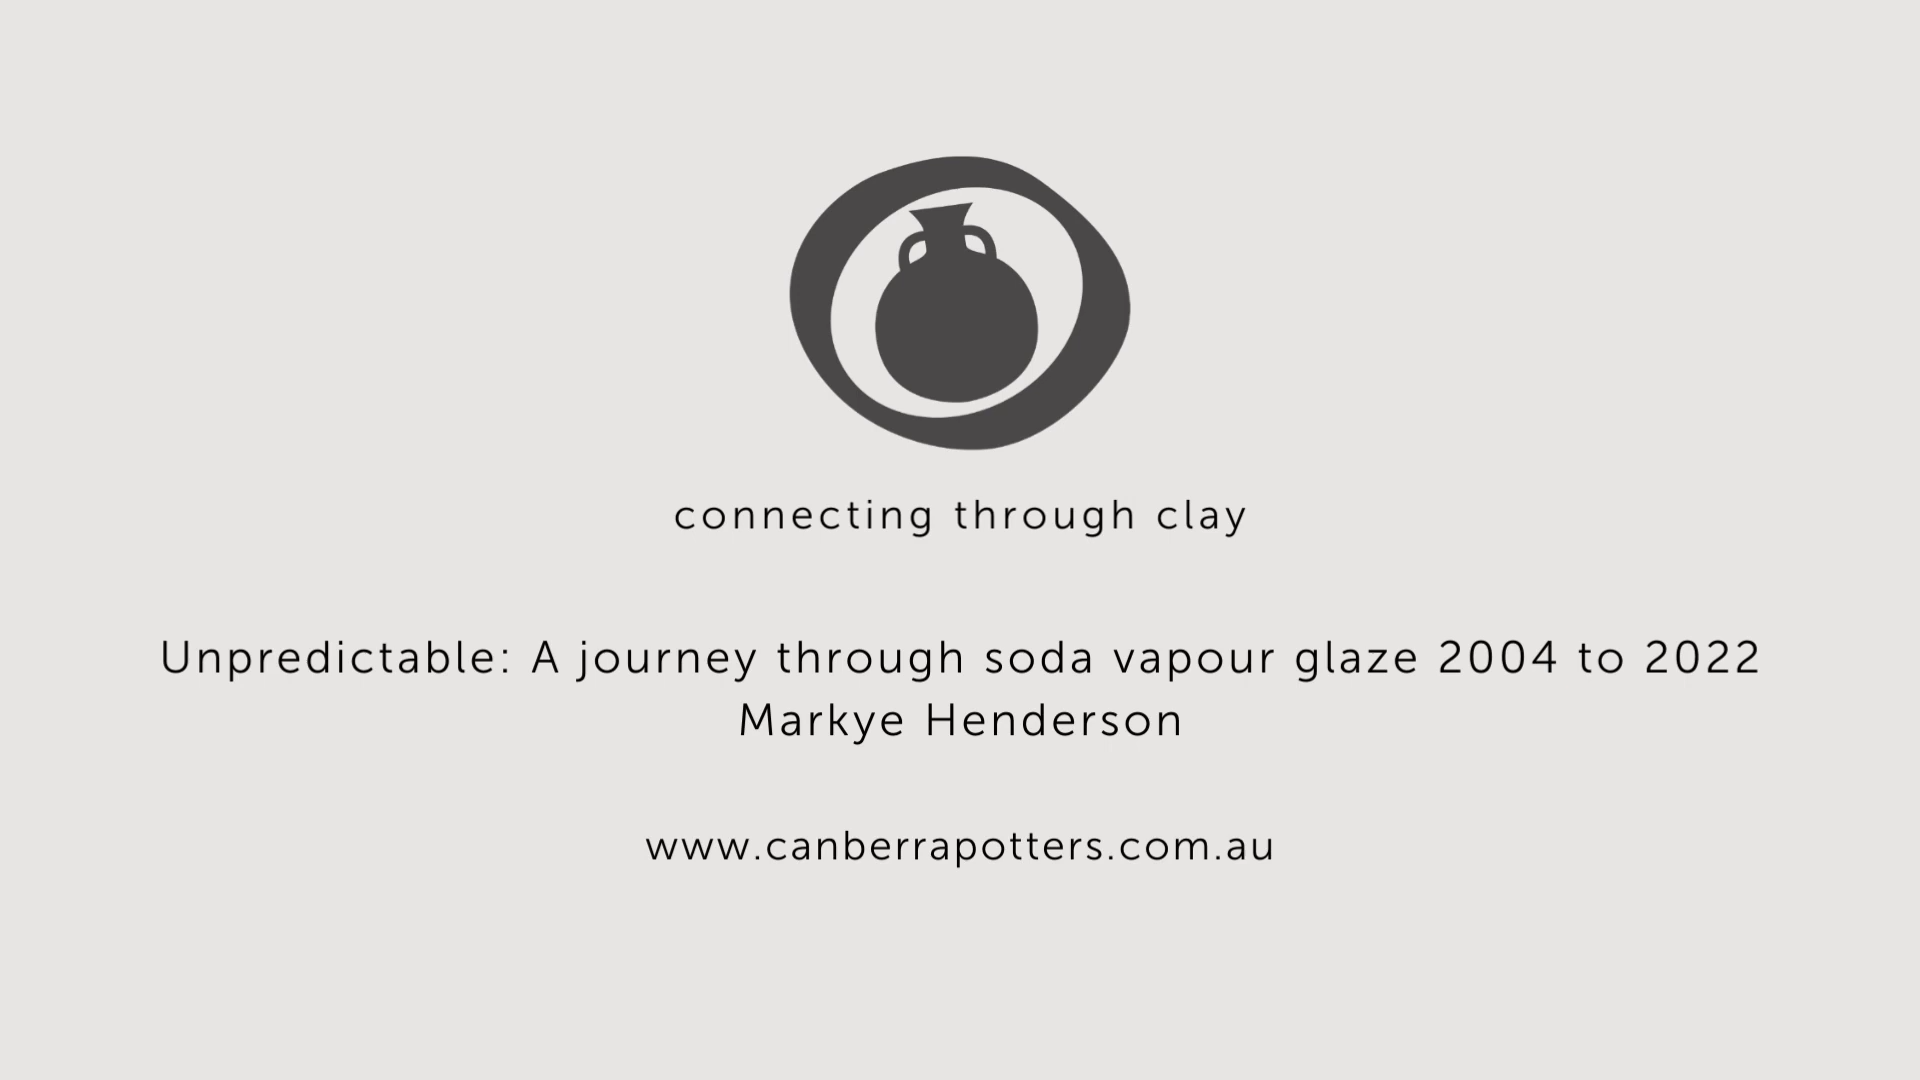 connecting through clay
Unpredictable: A journey through soda vapour glaze 2004 to 2022
Markye Henderson
www.canberrapotters.com.au